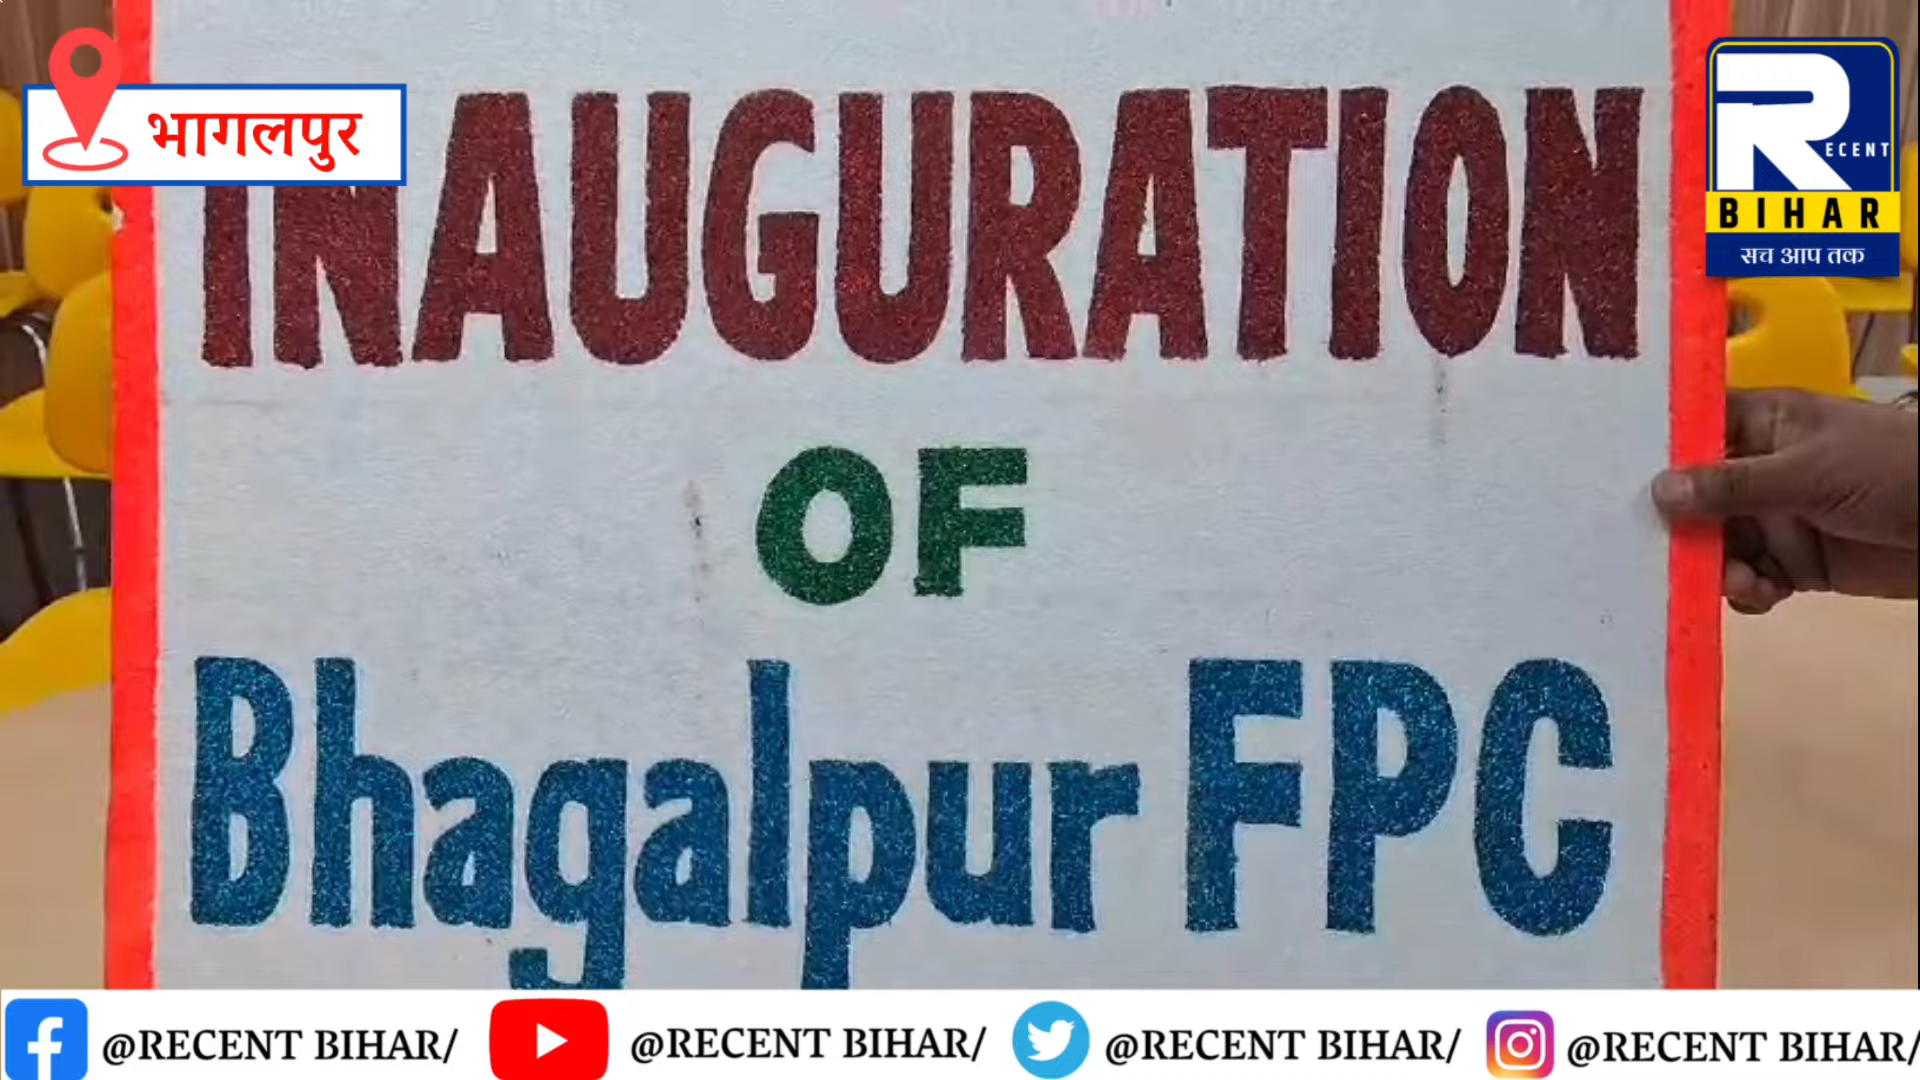 भागलपुर
INAUGURATION
OF
Bhagalpur FPC
RECENT
BIHAR
सच आप तक
@RECENT BIHAR/ @RECENT BIHAR/ @RECENT BIHAR/ @RECENT BIHAR/